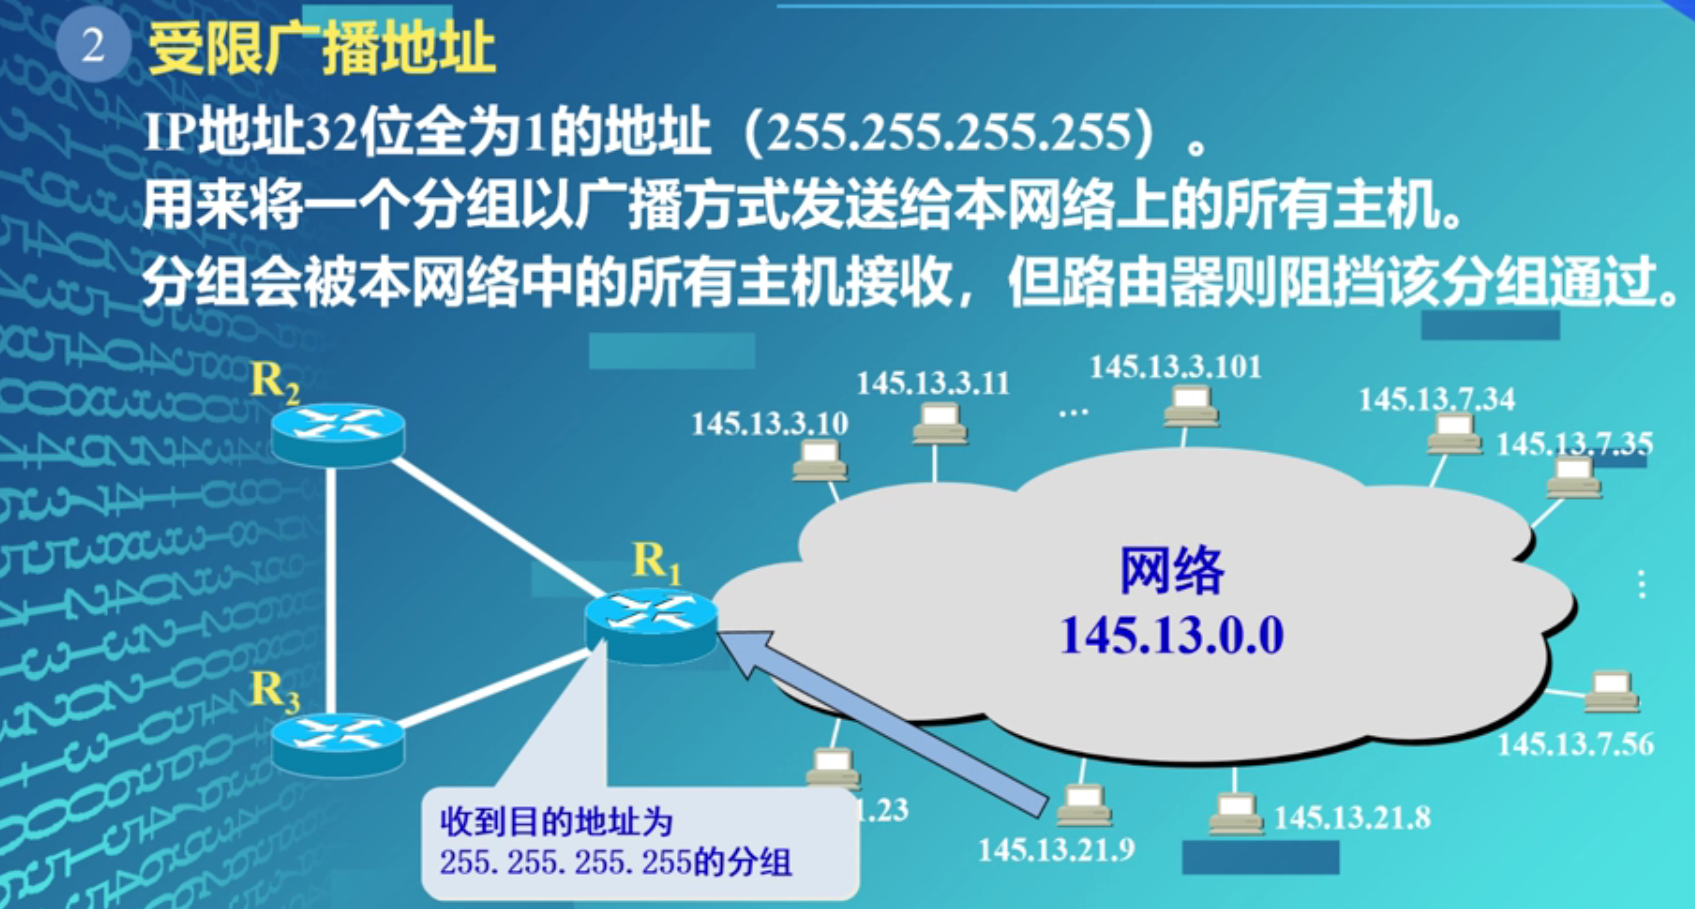 2 受限广播地址
IP地址32位全为1的地址（255.255.255.255）。
用来将一个分组以广播方式发送给本网络上的所有主机。
分组会被本网络中的所有主机接收，但路由器则阻挡该分组通过。
R2
145.13.3.10
145.13.3.11
...
145.13.3.101
145.13.7.34
145.13.7.35
R1
网络
145.13.0.0
...
R3
145.13.7.56
收到目的地址为
255.255.255.255的分组
1.23
145.13.21.9
145.13.21.8